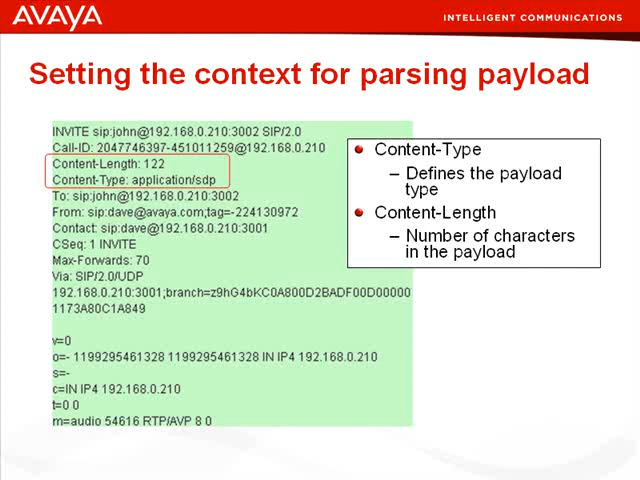 AVAYA
INTELLIGENT COMMUNICATIONS
Setting the context for parsing payload
INVITE sip:john@192.168.0.210:3002 SIP/2.0
Call-ID: 2047746397-451011259@192.168.0.210
Content-Length: 122
Content-Type: application/sdp
To: sip:john@192.168.0.210:3002
From: sip:dave@avaya.com;tag=-224130972
Contact: sip:dave@192.168.0.210:3001
CSeq: 1 INVITE
Max-Forwards: 70
Via: SIP/2.0/UDP
192.168.0.210:3001;branch=z9hG4bKC0A800D2BADF00D00000
1173A80C1A849
v=0
o=- 1199295461328 1199295461328 IN IP4 192.168.0.210
s=-
c=IN IP4 192.168.0.210
t=0 0
m=audio 54616 RTP/AVP 8 0
Content-Type
– Defines the payload
type
Content-Length
– Number of characters
in the payload